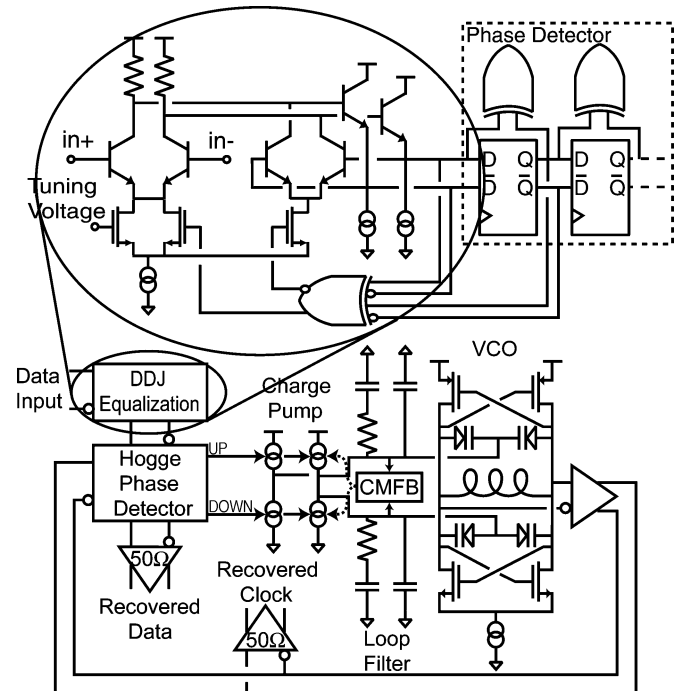 Phase Detector
in+
in-
Tuning
Voltage
D Q D Q
D Q D Q
VCO
Data
Input
DDJ
Equalization
Charge
Pump
UP
Hogge
Phase
Detector
DOWN
CMFB
50Ω
Recovered
Data
Recovered
Clock
50Ω
Loop
Filter